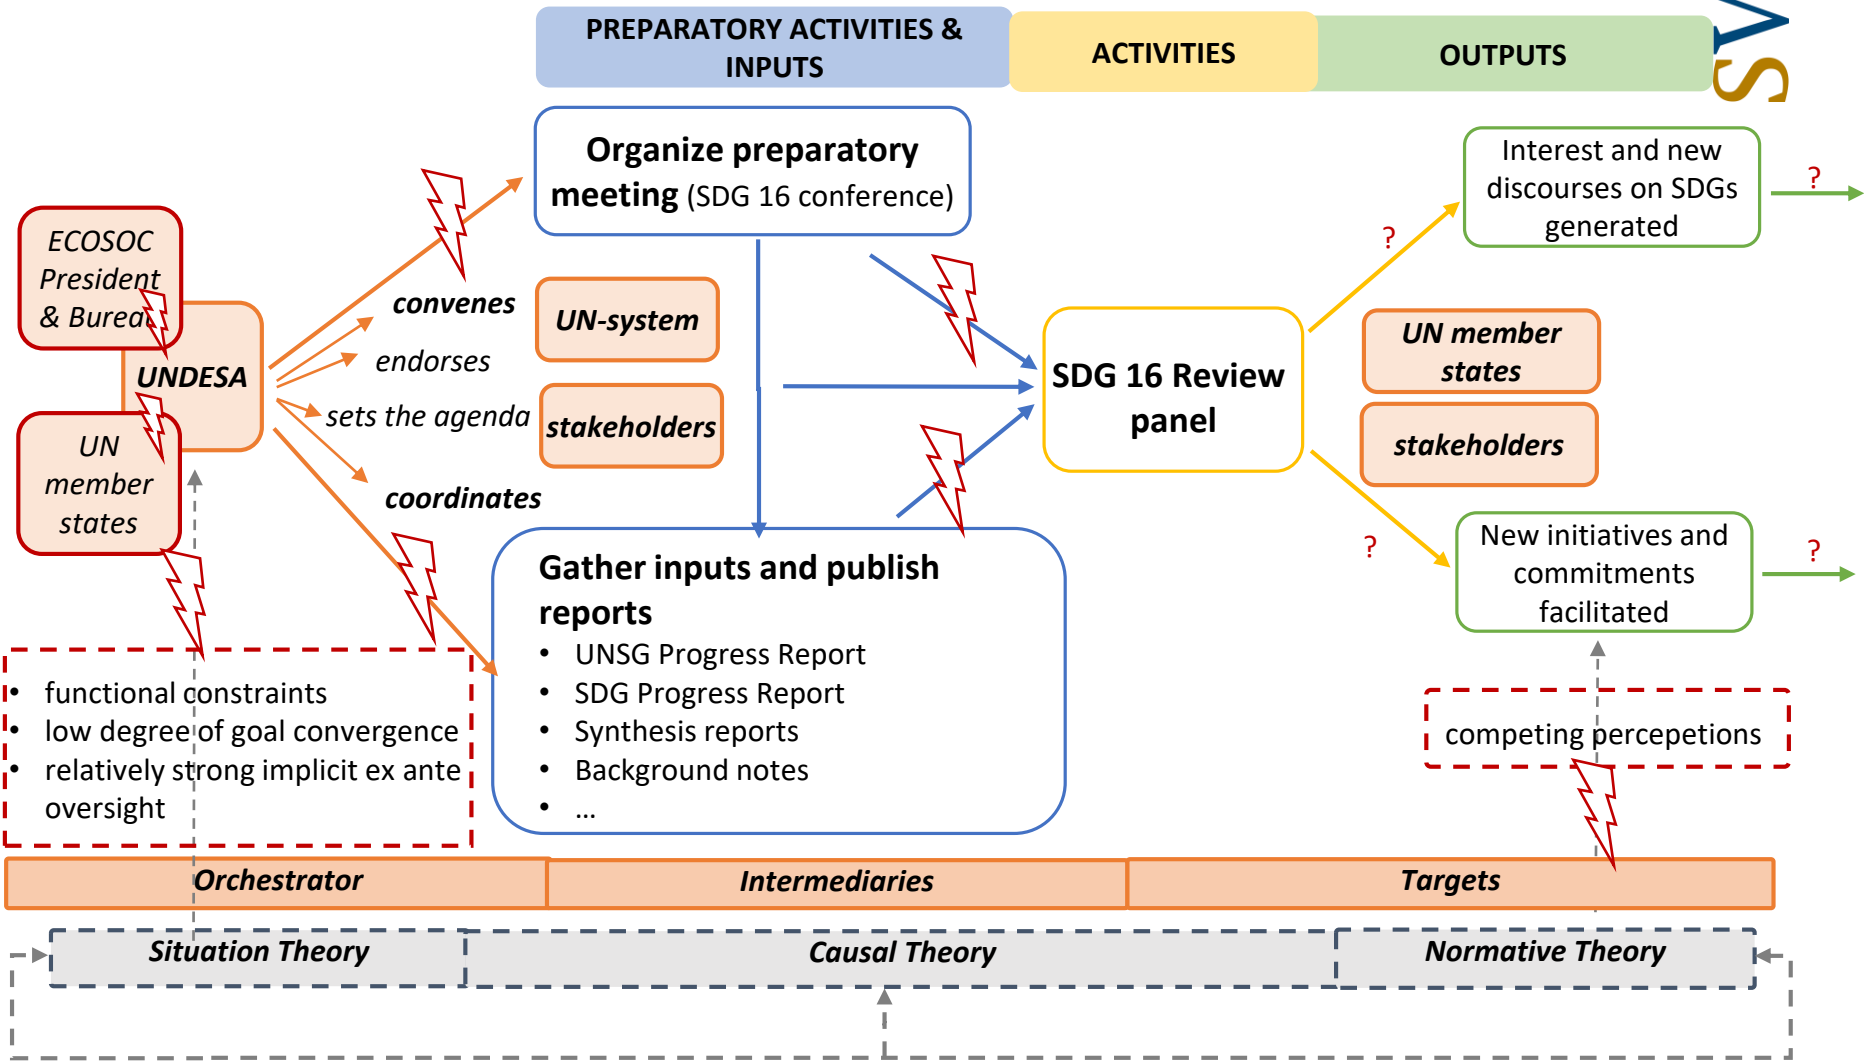 PREPARATORY ACTIVITIES &
INPUTS
ACTIVITIES
OUTPUTS
S
Organize preparatory
meeting (SDG 16 conference)
Interest and new
discourses on SDGs
generated
?
?
ECOSOC
President
& Bureau
UNDESA
UN
member
states
convenes
endorses
sets the agenda
coordinates
UN-system
stakeholders
SDG 16 Review
panel
UN member
states
stakeholders
?
New initiatives and
commitments
facilitated
?
Gather inputs and publish
reports
• UNSG Progress Report
• SDG Progress Report
• Synthesis reports
• Background notes
• ...
• functional constraints
• low degree of goal convergence
• relatively strong implicit ex ante
oversight
competing percepetions
Orchestrator
Intermediaries
Targets
Situation Theory
Causal Theory
Normative Theory